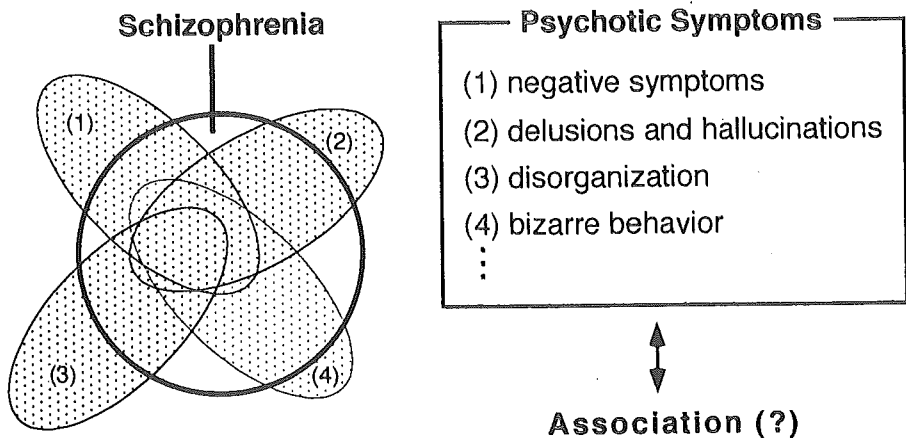 Schizophrenia
(1)
(2)
(3)
(4)
Psychotic Symptoms
(1) negative symptoms
(2) delusions and hallucinations
(3) disorganization
(4) bizarre behavior
⋮
Association (?)